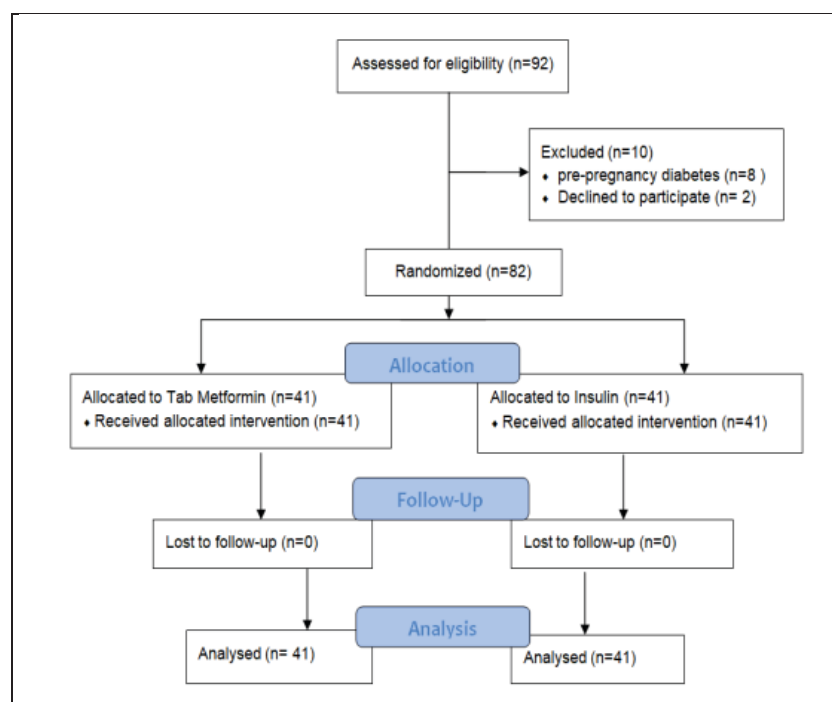 Assessed for eligibility (n=92)
Excluded (n=10)
♦ pre-pregnancy diabetes (n=8 )
♦ Declined to participate (n= 2)
Randomized (n=82)
Allocation
Allocated to Tab Metformin (n=41)
♦ Received allocated intervention (n=41)
Allocated to Insulin (n=41)
♦ Received allocated intervention (n=41)
Follow-Up
Lost to follow-up (n=0)
Lost to follow-up (n=0)
Analysis
Analysed (n= 41)
Analysed (n=41)